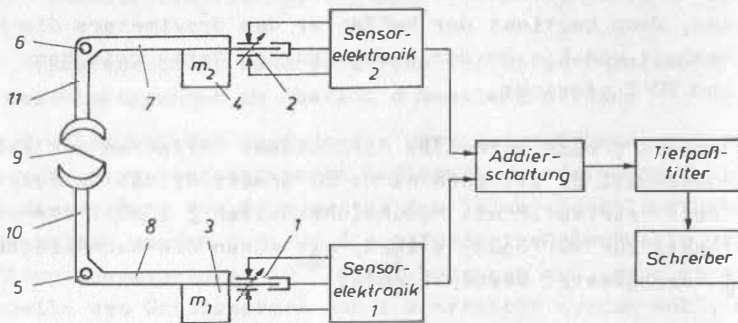 6
11
9
10
5
7
m₂
4
2
Sensor-
elektronik
2
Addier-
schaltung
Tiefpaß-
filter
Schreiber
8
3
m₁
1
Sensor-
elektronik
1